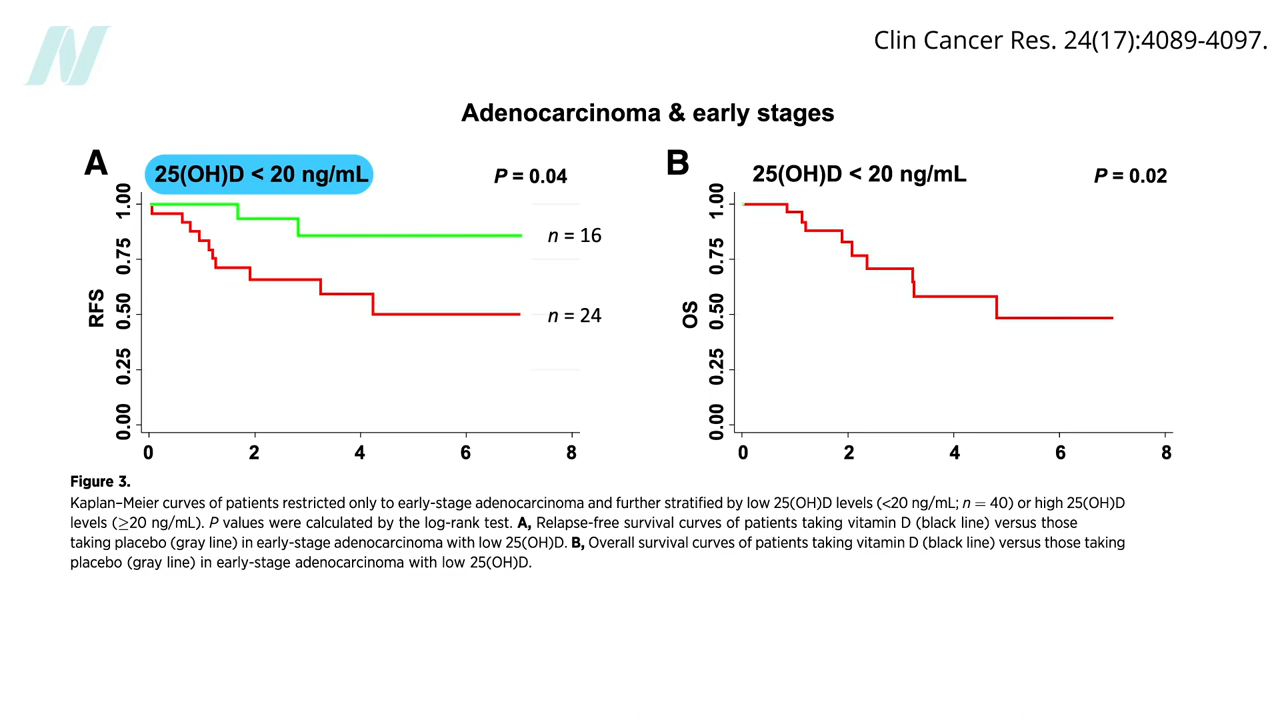 Clin Cancer Res. 24(17):4089-4097.
Adenocarcinoma & early stages
A
25(OH)D < 20 ng/mL
P = 0.04
1.00
0.75
0.50
0.25
0.00
RFS
n = 16
n = 24
0 2 4 6 8
B
25(OH)D < 20 ng/mL
P = 0.02
1.00
0.75
0.50
0.25
0.00
OS
0 2 4 6 8
Figure 3.
Kaplan–Meier curves of patients restricted only to early-stage adenocarcinoma and further stratified by low 25(OH)D levels (<20 ng/mL; n = 40) or high 25(OH)D
levels (≥20 ng/mL). P values were calculated by the log-rank test. A, Relapse-free survival curves of patients taking vitamin D (black line) versus those
taking placebo (gray line) in early-stage adenocarcinoma with low 25(OH)D. B, Overall survival curves of patients taking vitamin D (black line) versus those taking
placebo (gray line) in early-stage adenocarcinoma with low 25(OH)D.